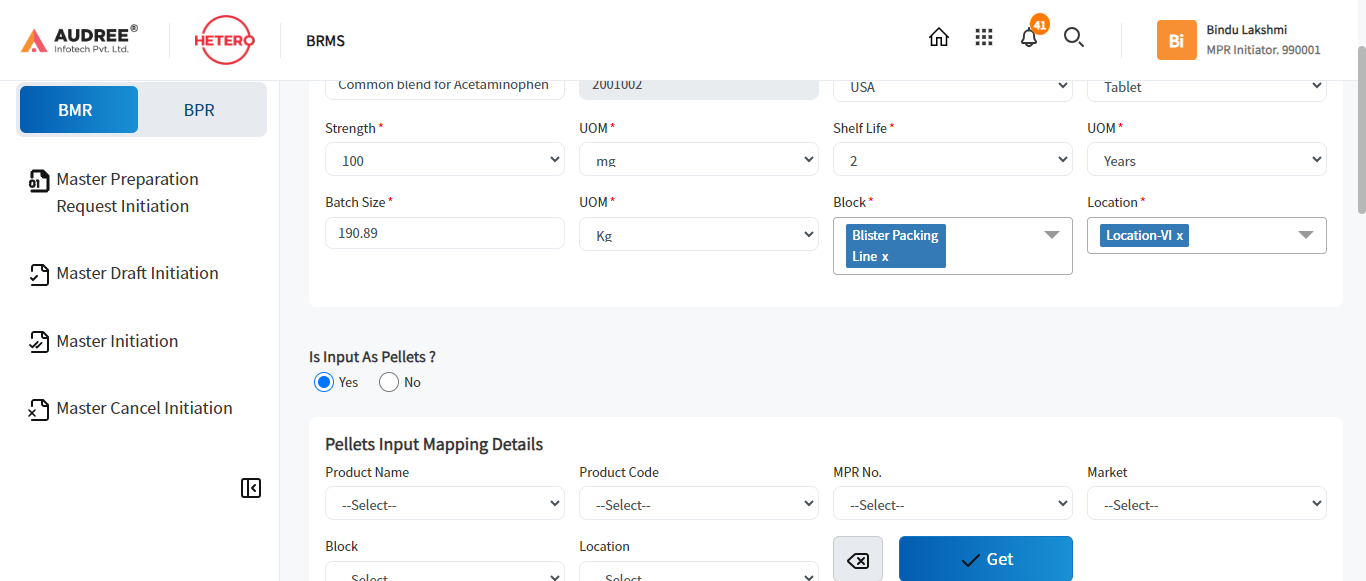 AUDREE®
Infotech Pvt. Ltd.
HETERO
BRMS
41
Bi
Bindu Lakshmi
MPR Initiator. 990001
BMR
BPR
01 Master Preparation
Request Initiation
Master Draft Initiation
Master Initiation
Master Cancel Initiation
Common blend for Acetaminophen
2001002
USA
Tablet
Strength *
UOM *
Shelf Life *
UOM *
100
mg
2
Years
Batch Size *
UOM *
Block *
Location *
190.89
Kg
Blister Packing
Line x
Location-VI x
Is Input As Pellets ?
Yes
No
Pellets Input Mapping Details
Product Name
Product Code
MPR No.
Market
--Select--
--Select--
--Select--
--Select--
Block
Location
--Select--
--Select--
Get